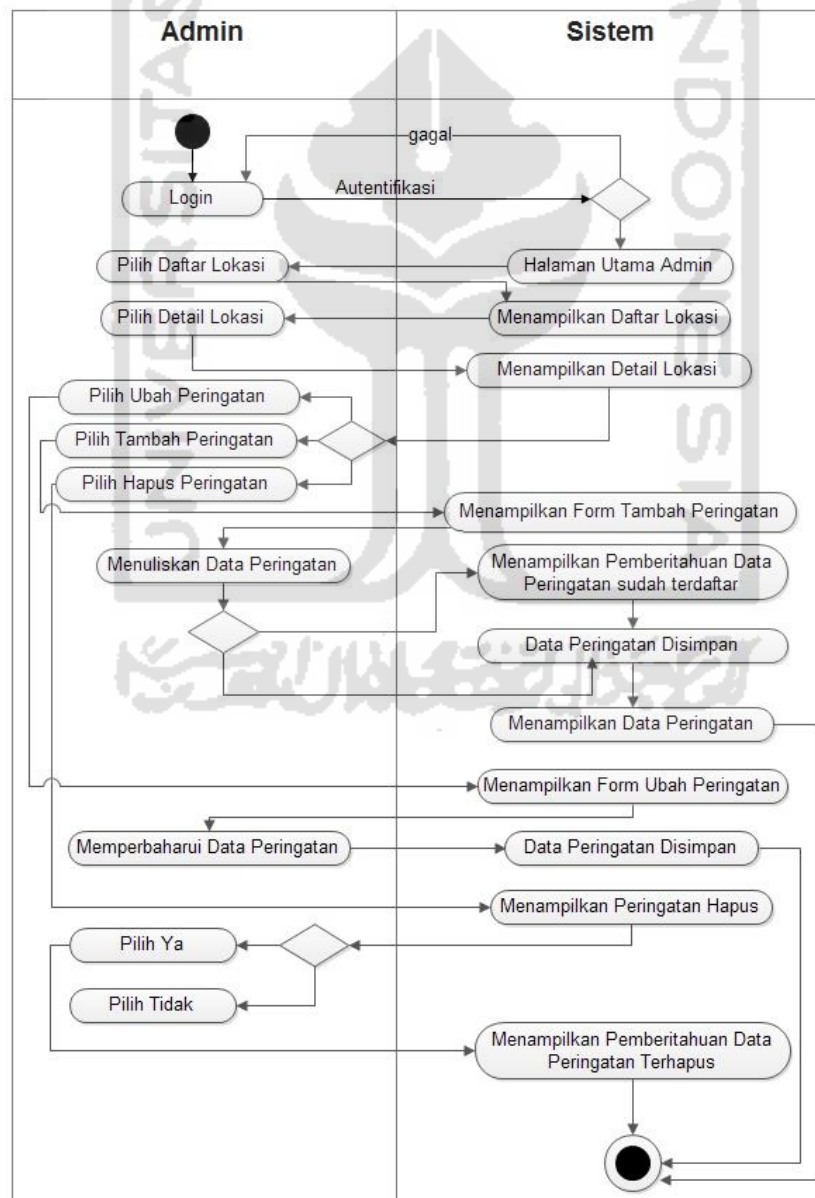 Admin
Sistem
gagal
Login
Autentifikasi
Pilih Daftar Lokasi
Halaman Utama Admin
Pilih Detail Lokasi
Menampilkan Daftar Lokasi
Menampilkan Detail Lokasi
Pilih Ubah Peringatan
Pilih Tambah Peringatan
Pilih Hapus Peringatan
Menampilkan Form Tambah Peringatan
Menuliskan Data Peringatan
Menampilkan Pemberitahuan Data
Peringatan sudah terdaftar
Data Peringatan Disimpan
Menampilkan Data Peringatan
Menampilkan Form Ubah Peringatan
Memperbaharui Data Peringatan
Data Peringatan Disimpan
Menampilkan Peringatan Hapus
Pilih Ya
Pilih Tidak
Menampilkan Pemberitahuan Data
Peringatan Terhapus
UNIVERSITAS
NDONESIA